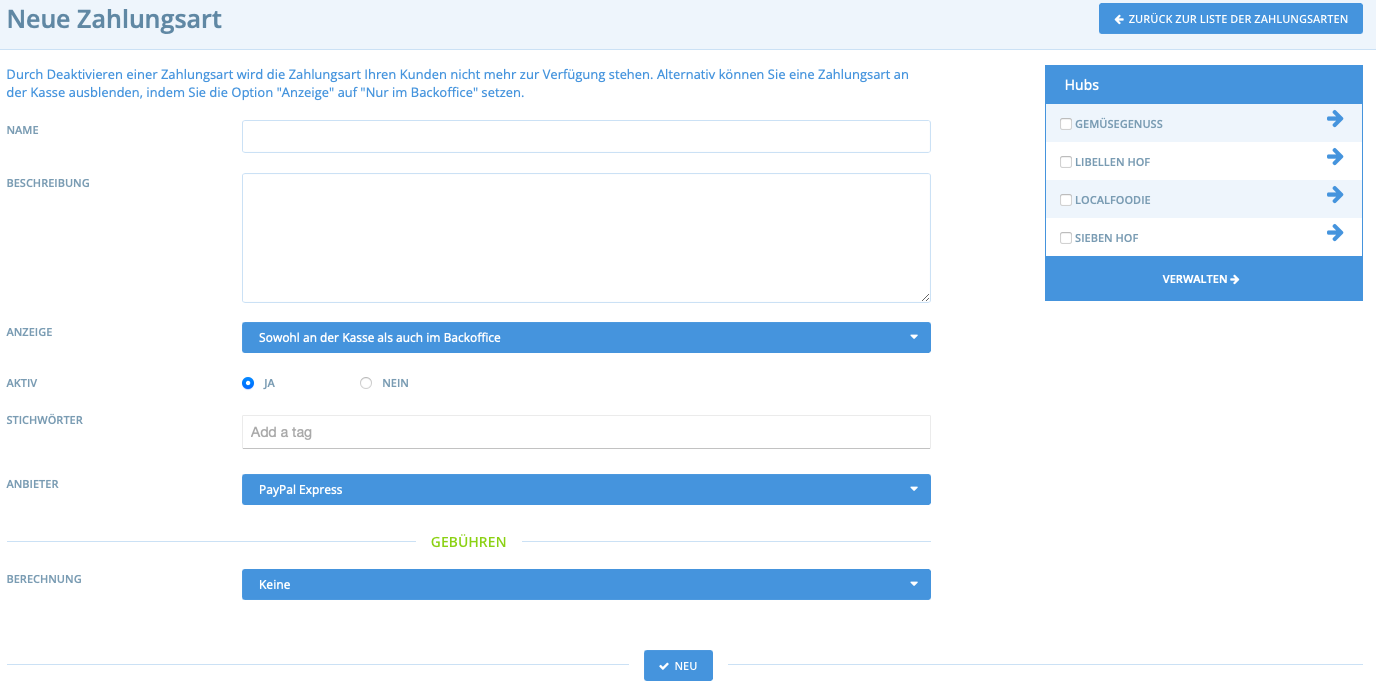 Neue Zahlungsart
ZURÜCK ZUR LISTE DER ZAHLUNGSARTEN
Durch Deaktivieren einer Zahlungsart wird die Zahlungsart Ihren Kunden nicht mehr zur Verfügung stehen. Alternativ können Sie eine Zahlungsart an
der Kasse ausblenden, indem Sie die Option "Anzeige" auf "Nur im Backoffice" setzen.
NAME
BESCHREIBUNG
ANZEIGE
Sowohl an der Kasse als auch im Backoffice
AKTIV
JA
NEIN
STICHWÖRTER
Add a tag
ANBIETER
PayPal Express
GEBÜHREN
BERECHNUNG
Keine
Hubs
GEMÜSEGENUSS
LIBELLEN HOF
LOCALFOODIE
SIEBEN HOF
VERWALTEN
NEU